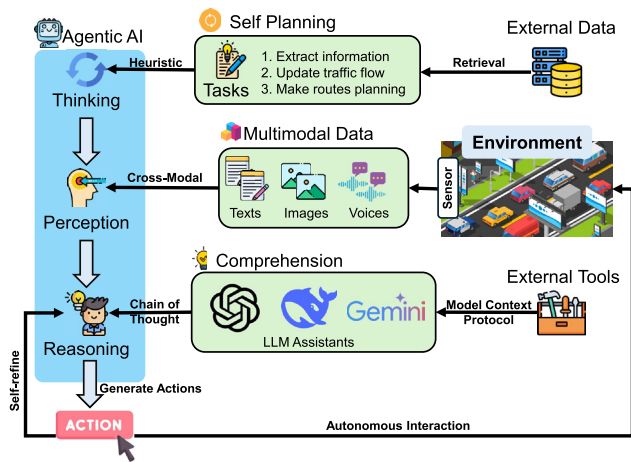 Self Planning
External Data
Agentic AI
Heuristic
Tasks
1. Extract information
2. Update traffic flow
3. Make routes planning
Retrieval
Thinking
Multimodal Data
Environment
Cross-Modal
Texts
Images
Voices
Sensor
Perception
Comprehension
External Tools
Chain of
Thought
Gemini
LLM Assistants
Model Context
Protocol
Reasoning
Self-refine
Generate Actions
ACTION
Autonomous Interaction